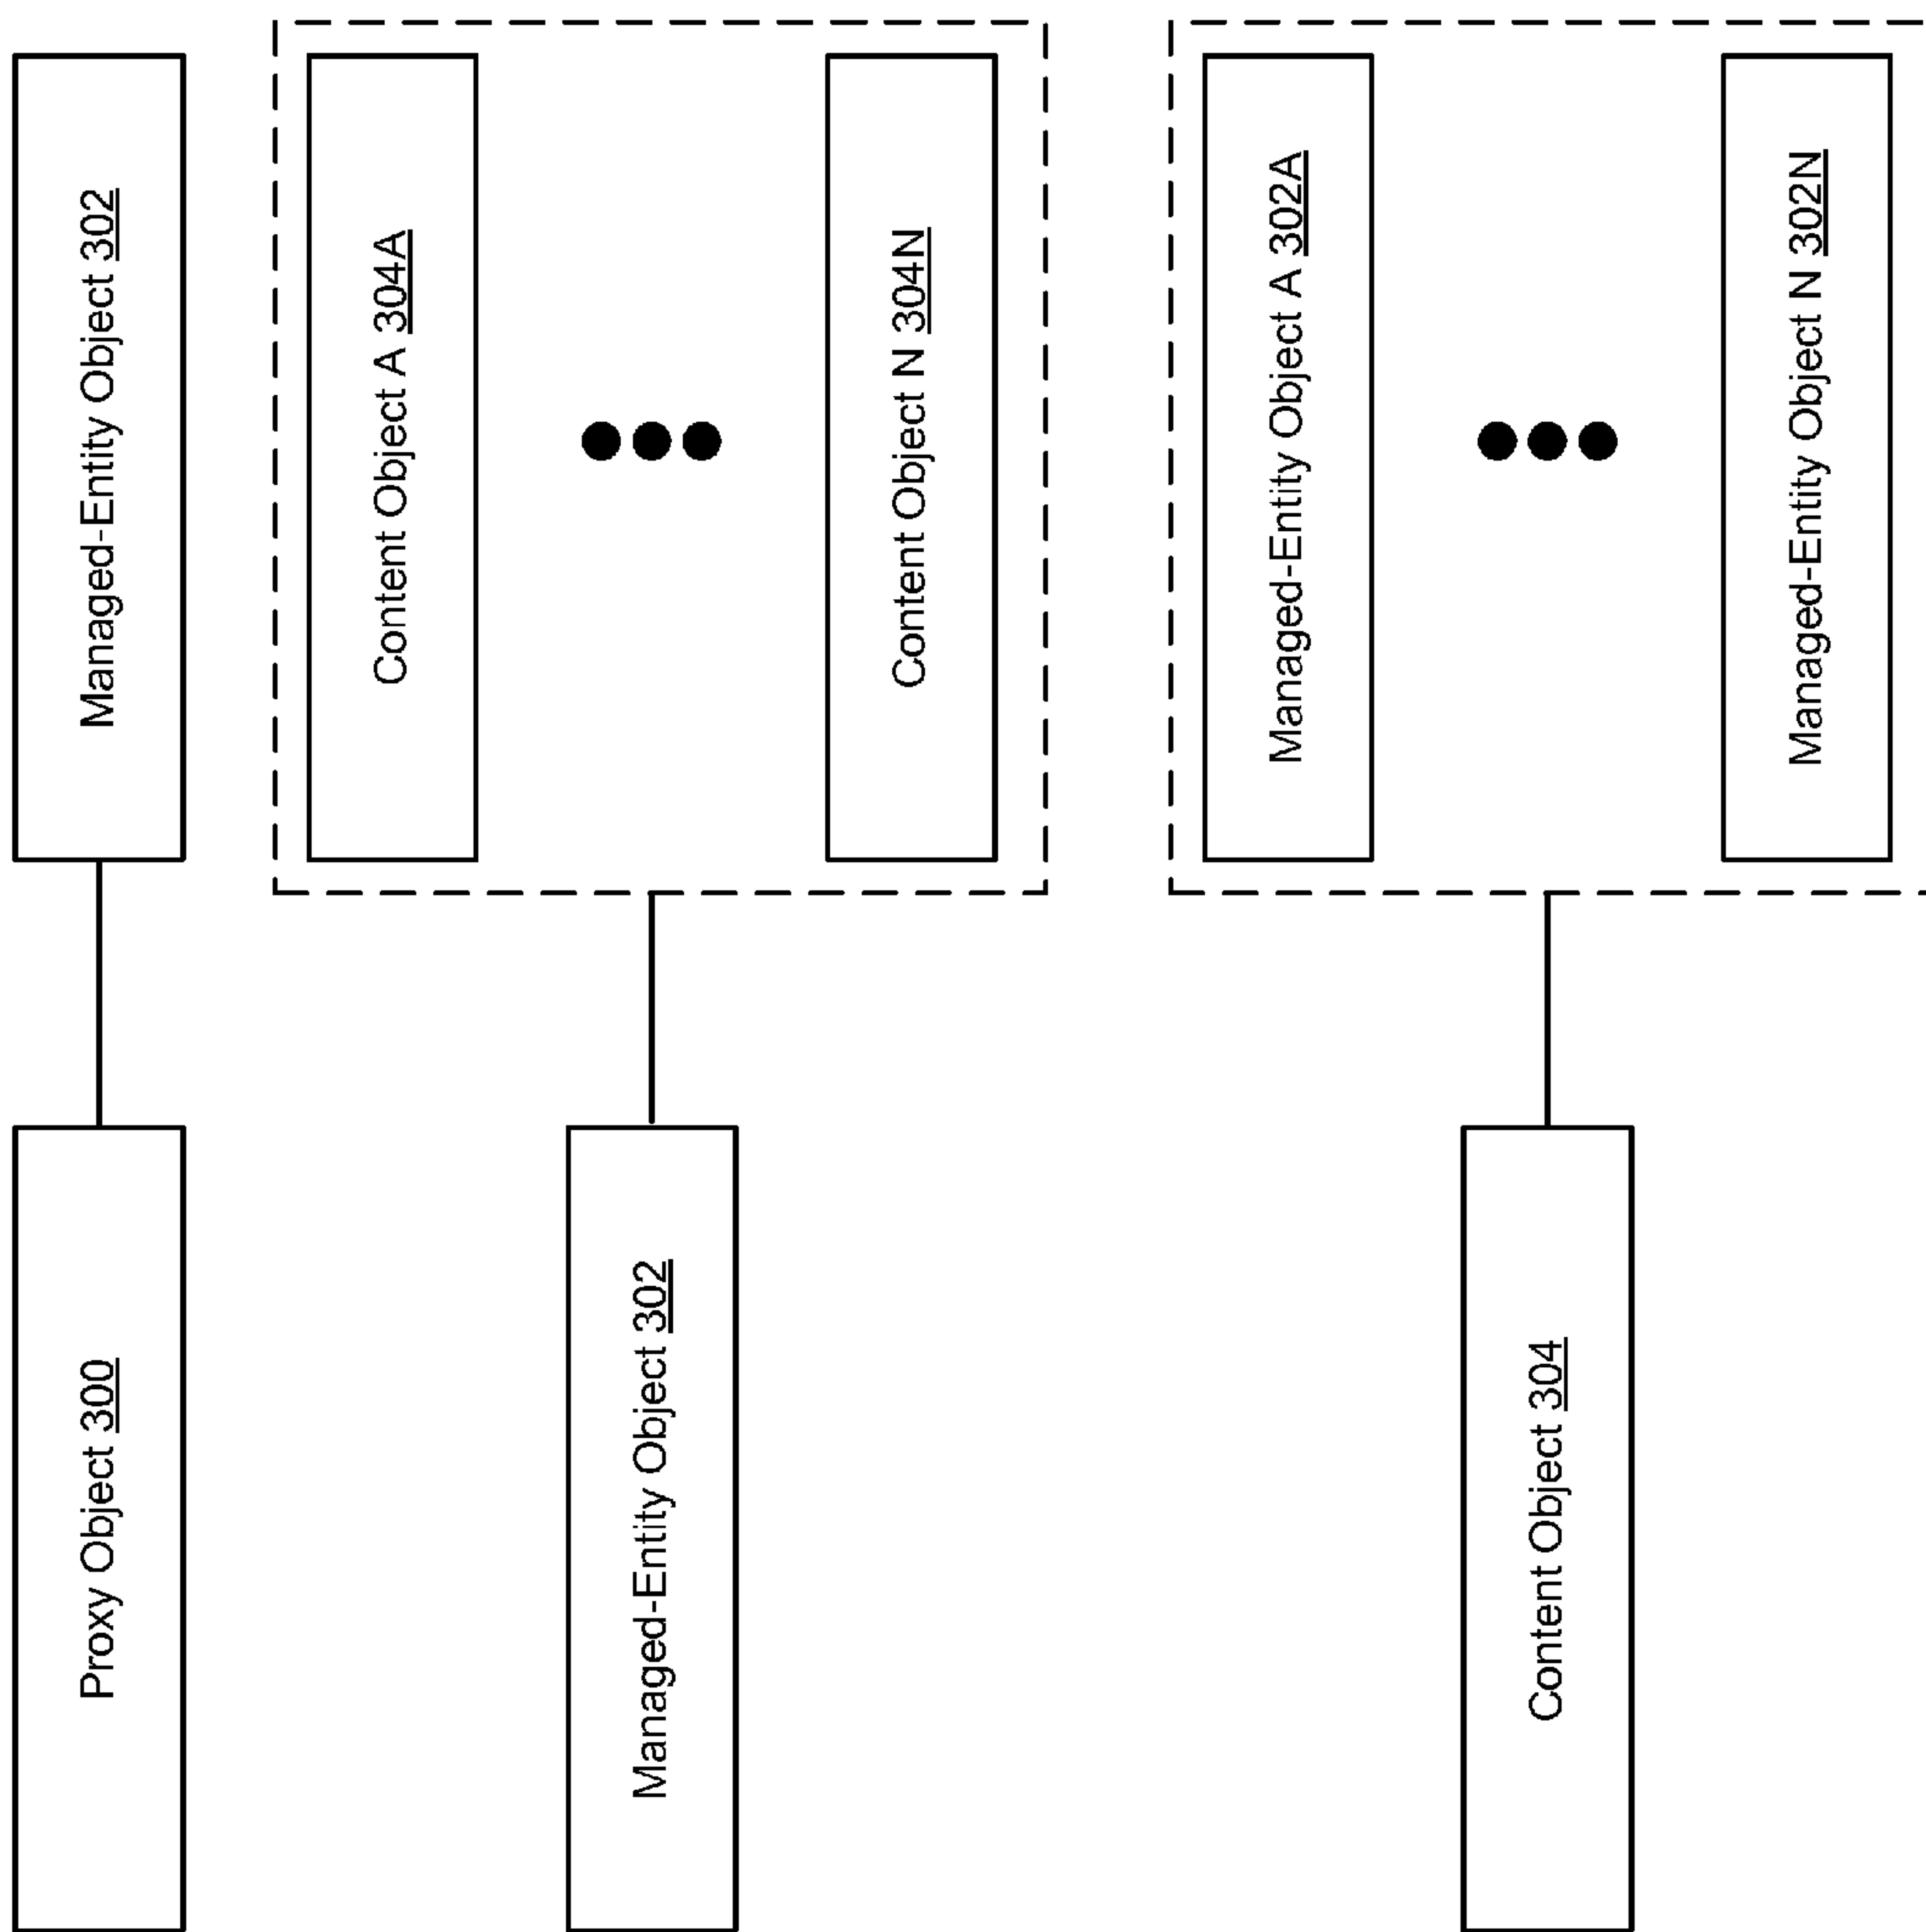 Proxy Object 300
Managed-Entity Object 302
Managed-Entity Object 302
Content Object A 304A
Content Object N 304N
Content Object 304
Managed-Entity Object A 302A
Managed-Entity Object N 302N